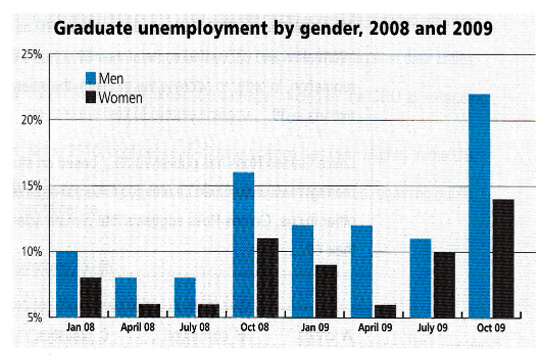 Graduate unemployment by gender, 2008 and 2009
25%
Men
Women
20%
15%
10%
5%
Jan 08 April 08 July 08 Oct 08 Jan 09 April 09 July 09 Oct 09